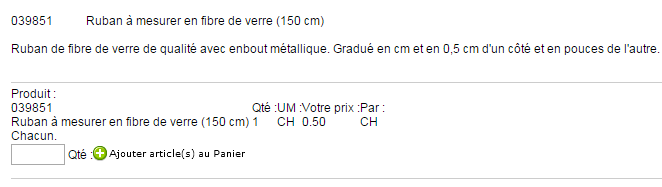 039851 Ruban à mesurer en fibre de verre (150 cm)
Ruban de fibre de verre de qualité avec enbout métallique. Gradué en cm et en 0,5 cm d'un côté et en pouces de l'autre.
Produit :
039851 Qté :UM :Votre prix :Par :
Ruban à mesurer en fibre de verre (150 cm) 1 CH 0.50 CH
Chacun.
Qté : Ajouter article(s) au Panier